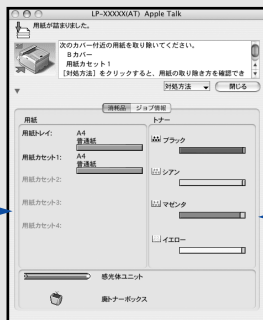 LP-XXXXX(AT) Apple Talk
用紙が詰まりました。
次のカバー付近の用紙を取り除いてください。
Bカバー
用紙カセット1
[対処方法]をクリックすると、用紙の取り除き方を確認でき
対処方法
閉じる
消耗品 ジョブ情報
用紙
用紙トレイ: A4
普通紙
用紙カセット1: A4
普通紙
用紙カセット2:
用紙カセット3:
用紙カセット4:
トナー
ブラック
シアン
マゼンタ
イエロー
感光体ユニット
廃トナーボックス